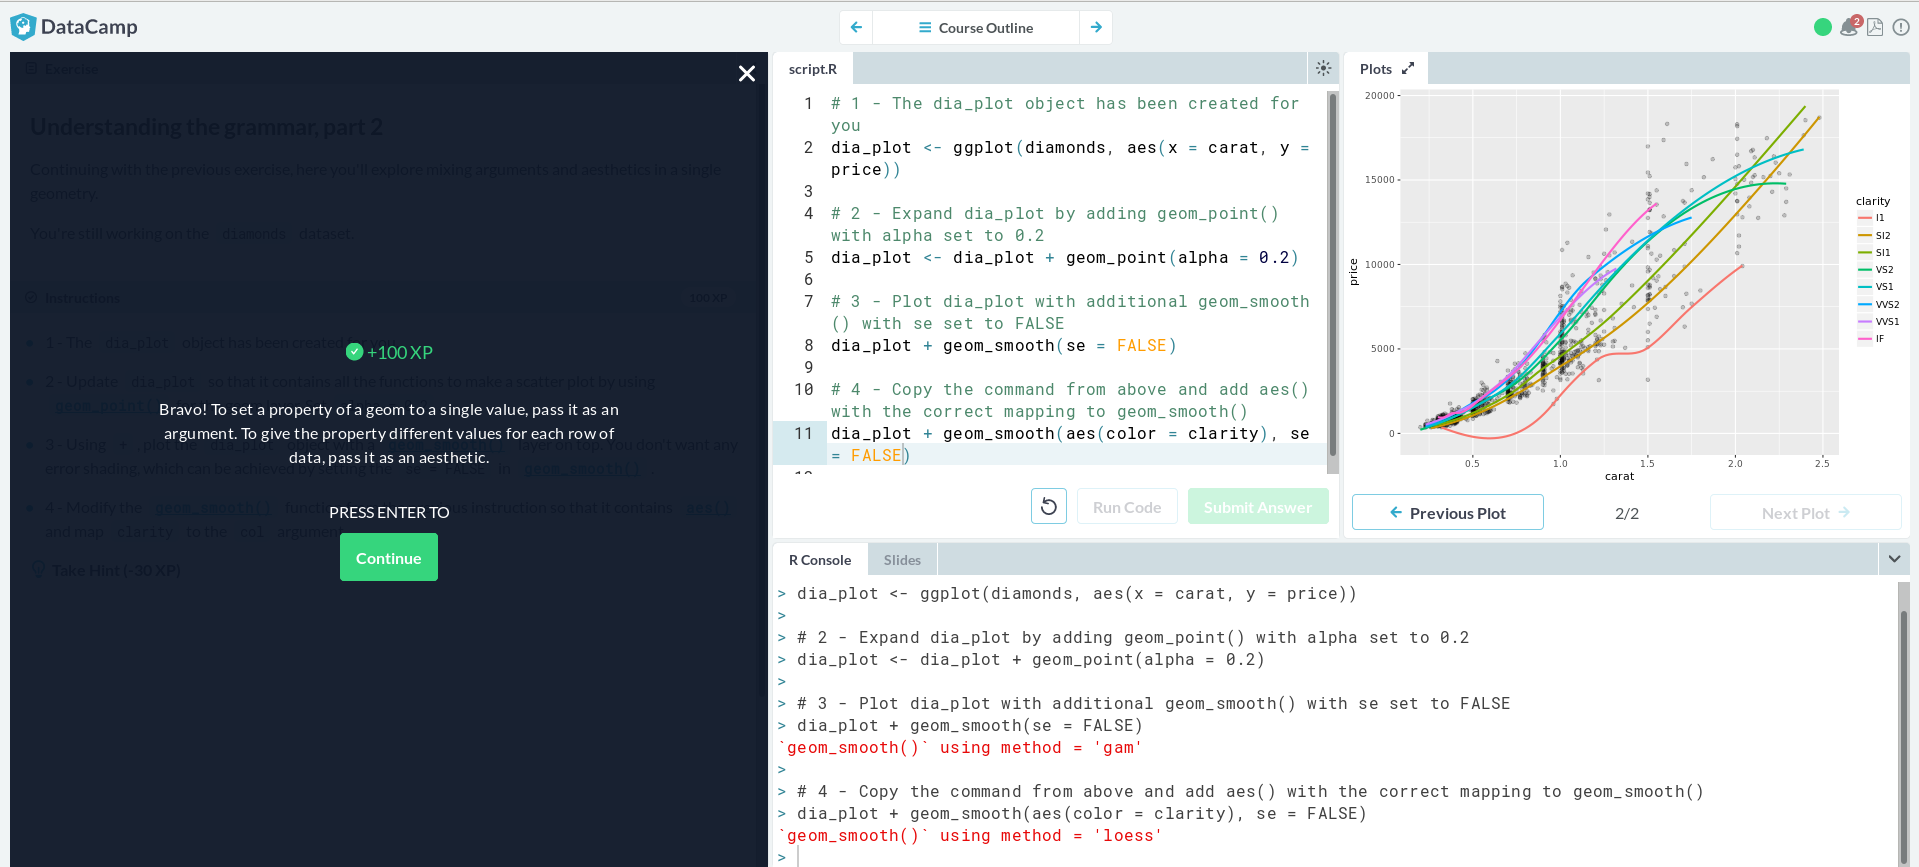 DataCamp
Course Outline
2
Exercise
Understanding the grammar, part 2
Continuing with the previous exercise, here you'll explore mixing arguments and aesthetics in a single
geometry.
You're still working on the diamonds dataset.
Instructions
100 XP
1 - The dia_plot object has been created for you.
2 - Update dia_plot so that it contains all the functions to make a scatter plot by using
geom_point()
3 - Using + , plot the
layer on top. You don't want any
error shading, which can be achieved by setting the se = FALSE in geom_smooth() .
4 - Modify the geom_smooth() function
instruction so that it contains aes()
and map clarity to the col argument.
Take Hint (-30 XP)
+100 XP
Bravo! To set a property of a geom to a single value, pass it as an
argument. To give the property different values for each row of
data, pass it as an aesthetic.
PRESS ENTER TO
Continue
script.R
1 # 1 - The dia_plot object has been created for
you
2 dia_plot <- ggplot(diamonds, aes(x = carat, y =
price))
3
4 # 2 - Expand dia_plot by adding geom_point()
with alpha set to 0.2
5 dia_plot <- dia_plot + geom_point(alpha = 0.2)
6
7 # 3 - Plot dia_plot with additional geom_smooth
() with se set to FALSE
8 dia_plot + geom_smooth(se = FALSE)
9
10 # 4 - Copy the command from above and add aes()
with the correct mapping to geom_smooth()
11 dia_plot + geom_smooth(aes(color = clarity), se
= FALSE)
Run Code
Submit Answer
Plots
20000
15000
10000
5000
0
price
0.5 1.0 1.5 2.0 2.5
carat
clarity
I1
SI2
SI1
VS2
VS1
VVS2
VVS1
IF
Previous Plot
2/2
Next Plot
R Console
Slides
> dia_plot <- ggplot(diamonds, aes(x = carat, y = price))
>
> # 2 - Expand dia_plot by adding geom_point() with alpha set to 0.2
> dia_plot <- dia_plot + geom_point(alpha = 0.2)
>
> # 3 - Plot dia_plot with additional geom_smooth() with se set to FALSE
> dia_plot + geom_smooth(se = FALSE)
`geom_smooth()` using method = 'gam'
>
> # 4 - Copy the command from above and add aes() with the correct mapping to geom_smooth()
> dia_plot + geom_smooth(aes(color = clarity), se = FALSE)
`geom_smooth()` using method = 'loess'
>